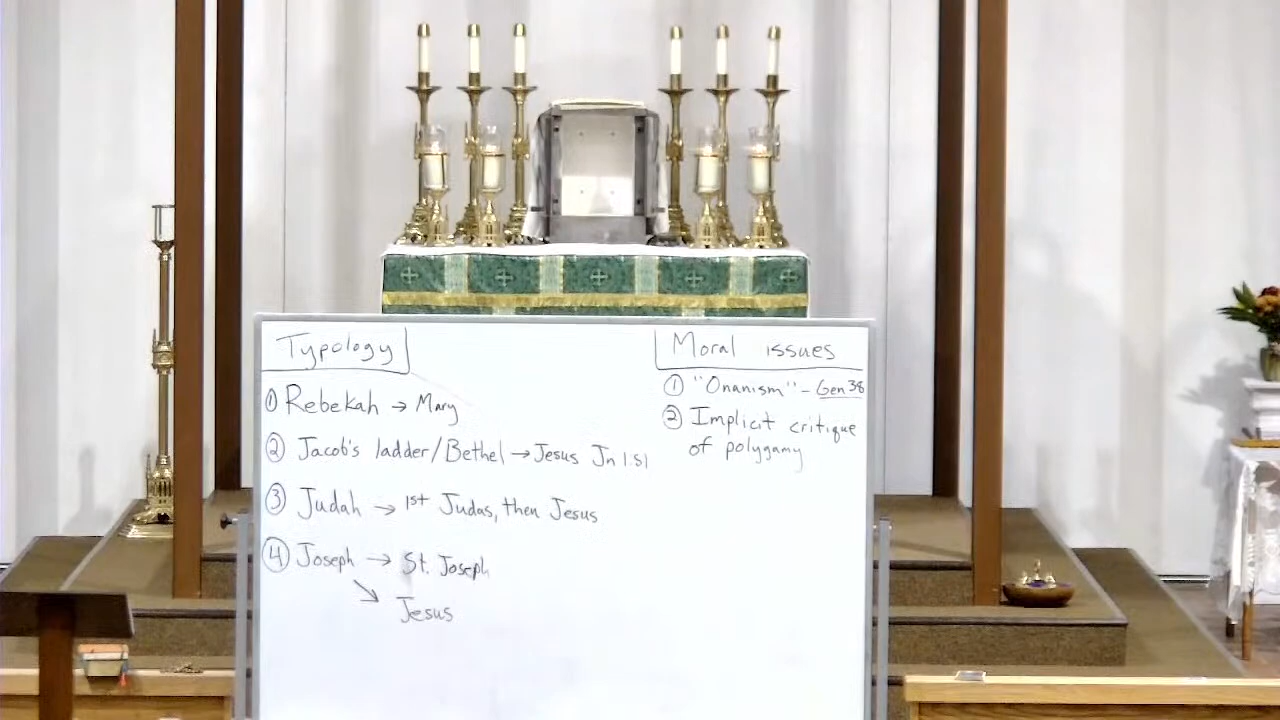 Typology
① Rebekah → Mary
② Jacob's ladder/Bethel → Jesus Jn 1:51
③ Judah → 1st Judas, then Jesus
④ Joseph → St. Joseph
↘ Jesus
Moral issues
① "Onanism" - Gen 38
② Implicit critique
of polygamy